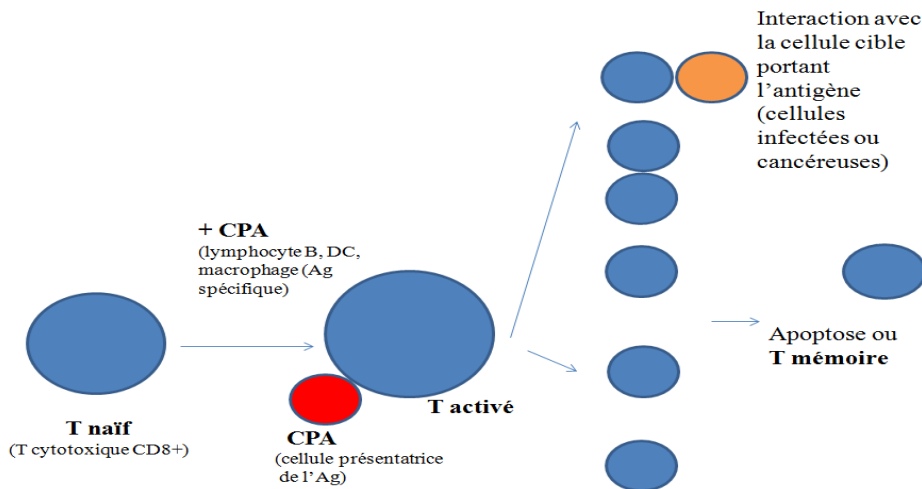 T naïf
(T cytotoxique CD8+)
+ CPA
(lymphocyte B, DC,
macrophage (Ag
spécifique)
T activé
CPA
(cellule présentatrice
de l’Ag)
Interaction avec
la cellule cible
portant
l’antigène
(cellules
infectées ou
cancéreuses)
Apoptose ou
T mémoire